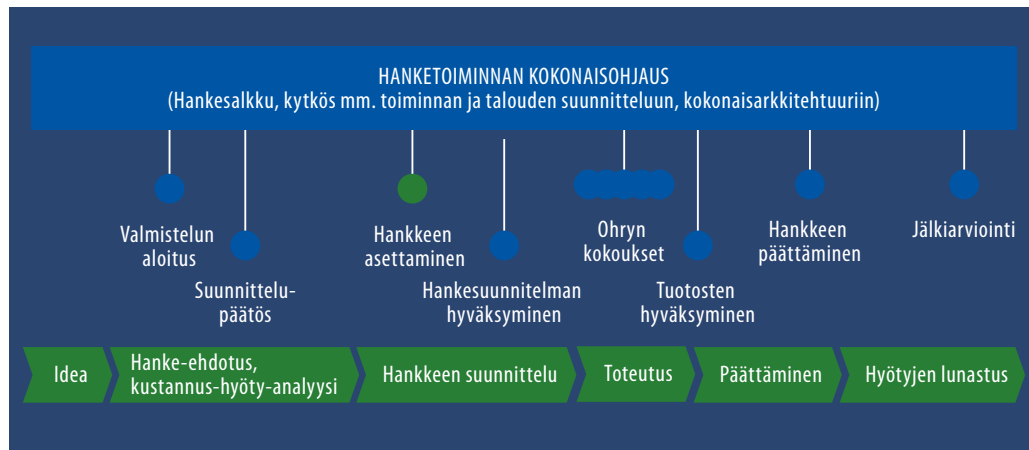 HANKETOIMINNAN KOKONAISOHJAUS
(Hankesalkku, kytkös mm. toiminnan ja talouden suunnitteluun, kokonaisarkkitehtuuriin)
Valmistelun
aloitus
Suunnittelu-
päätös
Hankkeen
asettaminen
Hankesuunnitelman
hyväksyminen
Ohryn
kokoukset
Tuotosten
hyväksyminen
Hankkeen
päättäminen
Jälkiarviointi
Idea
Hanke-ehdotus,
kustannus-hyöty-analyysi
Hankkeen suunnittelu
Toteutus
Päättäminen
Hyötyjen lunastus